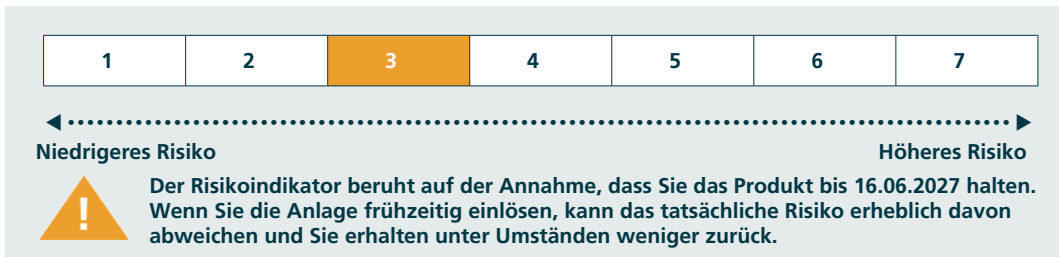 1 2 3 4 5 6 7
Niedrigeres Risiko Höheres Risiko
Der Risikoindikator beruht auf der Annahme, dass Sie das Produkt bis 16.06.2027 halten.
! Wenn Sie die Anlage frühzeitig einlösen, kann das tatsächliche Risiko erheblich davon
abweichen und Sie erhalten unter Umständen weniger zurück.